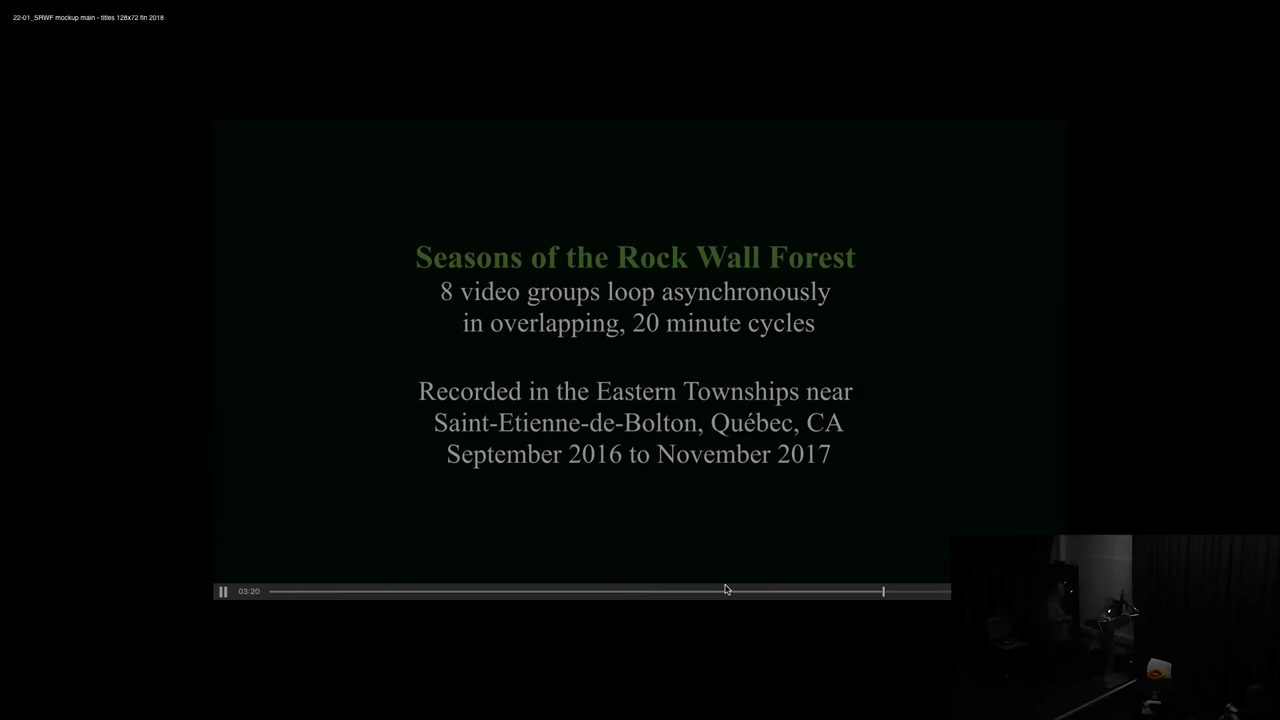 22-01_SRWF mockup main - titles 128x72 fin 2018
Seasons of the Rock Wall Forest
8 video groups loop asynchronously
in overlapping, 20 minute cycles
Recorded in the Eastern Townships near
Saint-Etienne-de-Bolton, Québec, CA
September 2016 to November 2017
03:20